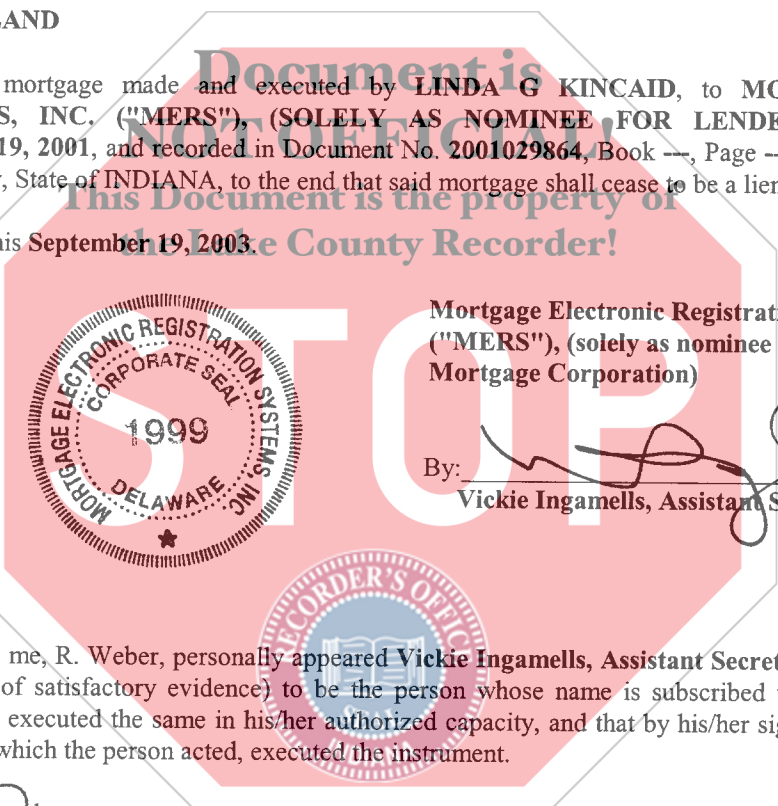 LAND
Document is
mortgage made and executed by LINDA G KINCAID, to MO
S, INC. ("MERS"), (SOLELY AS NOMINEE FOR LENDE
NOT OFFICIAL!
19, 2001, and recorded in Document No. 2001029864, Book ---, Page --
, State of INDIANA, to the end that said mortgage shall cease to be a lien
This Document is the property of
his September 19, 2003.
the Lake County Recorder!
STOP
Mortgage Electronic Registrati
("MERS"), (solely as nominee
Mortgage Corporation)
MORTGAGE ELECTRONIC REGISTRATION SYSTEMS INC
CORPORATE SEAL
1999
DELAWARE
By:
Vickie Ingamells, Assistant S
RECORDER'S OFFICE
me, R. Weber, personally appeared Vickie Ingamells, Assistant Secret
of satisfactory evidence) to be the person whose name is subscribed
executed the same in his/her authorized capacity, and that by his/her sig
SEAL
which the person acted, executed the instrument.
INDIANA